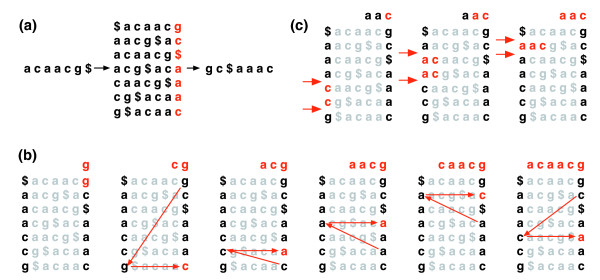 (a)
acaacg$
$acaacg
aacg$ac
acaacg$
acg$aca
caacg$a
cg$acaa
g$acaac
gc$aaac
(c)
aac aac aac
$acaacg $acaacg $acaacg
aacg$ac aacg$ac aacg$ac
acaacg$ acaacg$ acaacg$
acg$aca acg$aca acg$aca
caacg$a caacg$a caacg$a
cg$acaa cg$acaa cg$acaa
g$acaac g$acaac g$acaac
(b)
g cg acg aacg caacg acaacg
$acaacg $acaacg $acaacg $acaacg $acaacg $acaacg
aacg$ac aacg$ac aacg$ac aacg$ac aacg$ac aacg$ac
acaacg$ acaacg$ acaacg$ acaacg$ acaacg$ acaacg$
acg$aca acg$aca acg$aca acg$aca acg$aca acg$aca
caacg$a caacg$a caacg$a caacg$a caacg$a caacg$a
cg$acaa cg$acaa cg$acaa cg$acaa cg$acaa cg$acaa
g$acaac g$acaac g$acaac g$acaac g$acaac g$acaac